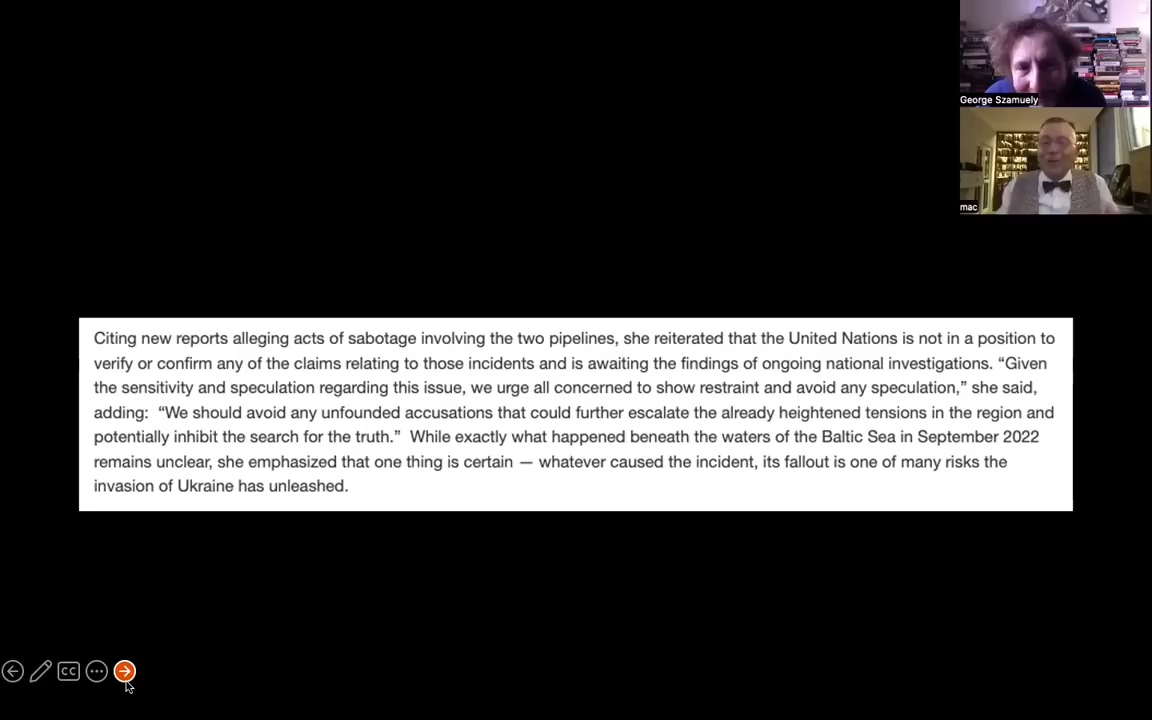 George Szamuely
mac
Citing new reports alleging acts of sabotage involving the two pipelines, she reiterated that the United Nations is not in a position to
verify or confirm any of the claims relating to those incidents and is awaiting the findings of ongoing national investigations. “Given
the sensitivity and speculation regarding this issue, we urge all concerned to show restraint and avoid any speculation,” she said,
adding:  “We should avoid any unfounded accusations that could further escalate the already heightened tensions in the region and
potentially inhibit the search for the truth.”  While exactly what happened beneath the waters of the Baltic Sea in September 2022
remains unclear, she emphasized that one thing is certain — whatever caused the incident, its fallout is one of many risks the
invasion of Ukraine has unleashed.
CC